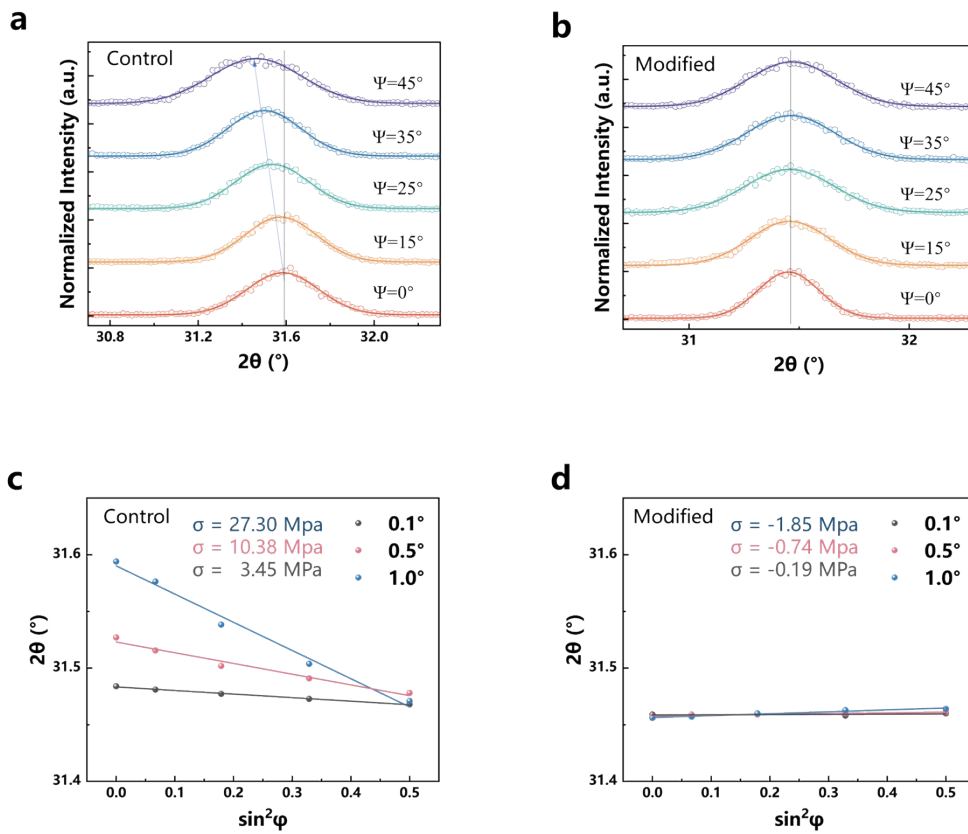 a
Control
Ψ=45°
Ψ=35°
Ψ=25°
Ψ=15°
Ψ=0°
Normalized Intensity (a.u.)
30.8 31.2 31.6 32.0
2θ (°)
b
Modified
Ψ=45°
Ψ=35°
Ψ=25°
Ψ=15°
Ψ=0°
Normalized Intensity (a.u.)
31 32
2θ (°)
c
Control
σ = 27.30 Mpa 1.0°
σ = 10.38 Mpa 0.5°
σ = 3.45 MPa 0.1°
31.6
31.5
31.4
2θ (°)
0.0 0.1 0.2 0.3 0.4 0.5
sin²φ
d
Modified
σ = -1.85 Mpa 0.1°
σ = -0.74 Mpa 0.5°
σ = -0.19 MPa 1.0°
31.6
31.5
31.4
2θ (°)
0.0 0.1 0.2 0.3 0.4 0.5
sin²φ